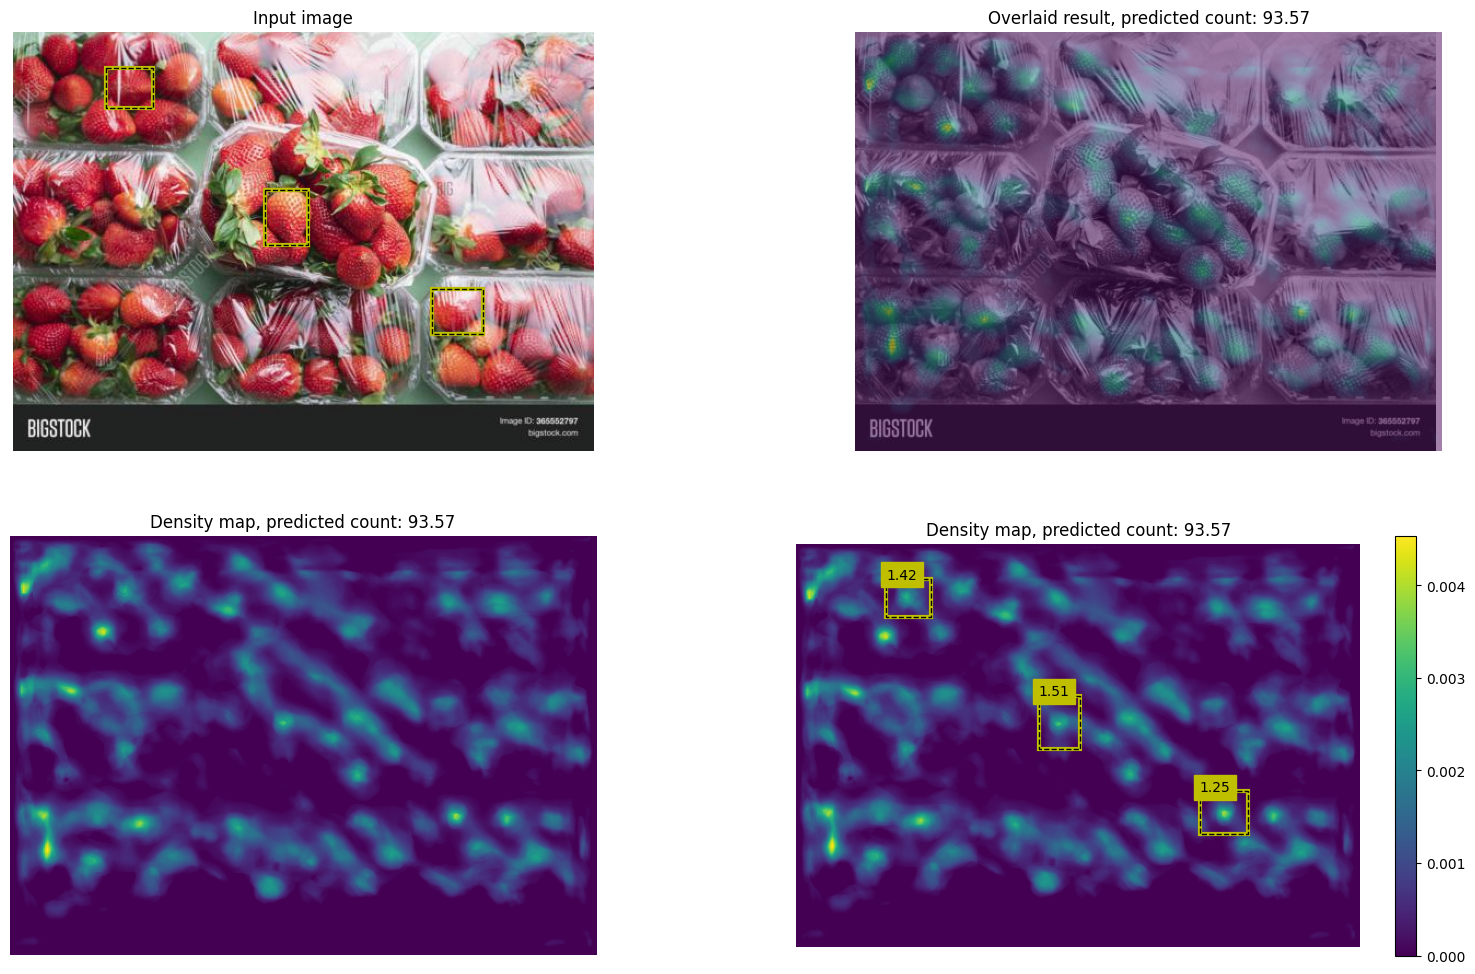 Input image
Overlaid result, predicted count: 93.57
BIG
BIGSTOCK
Image ID: 365552797
bigstock.com
BIGSTOCK
Image ID: 365552797
bigstock.com
Density map, predicted count: 93.57
Density map, predicted count: 93.57
1.42
1.51
1.25
0.004
0.003
0.002
0.001
0.000